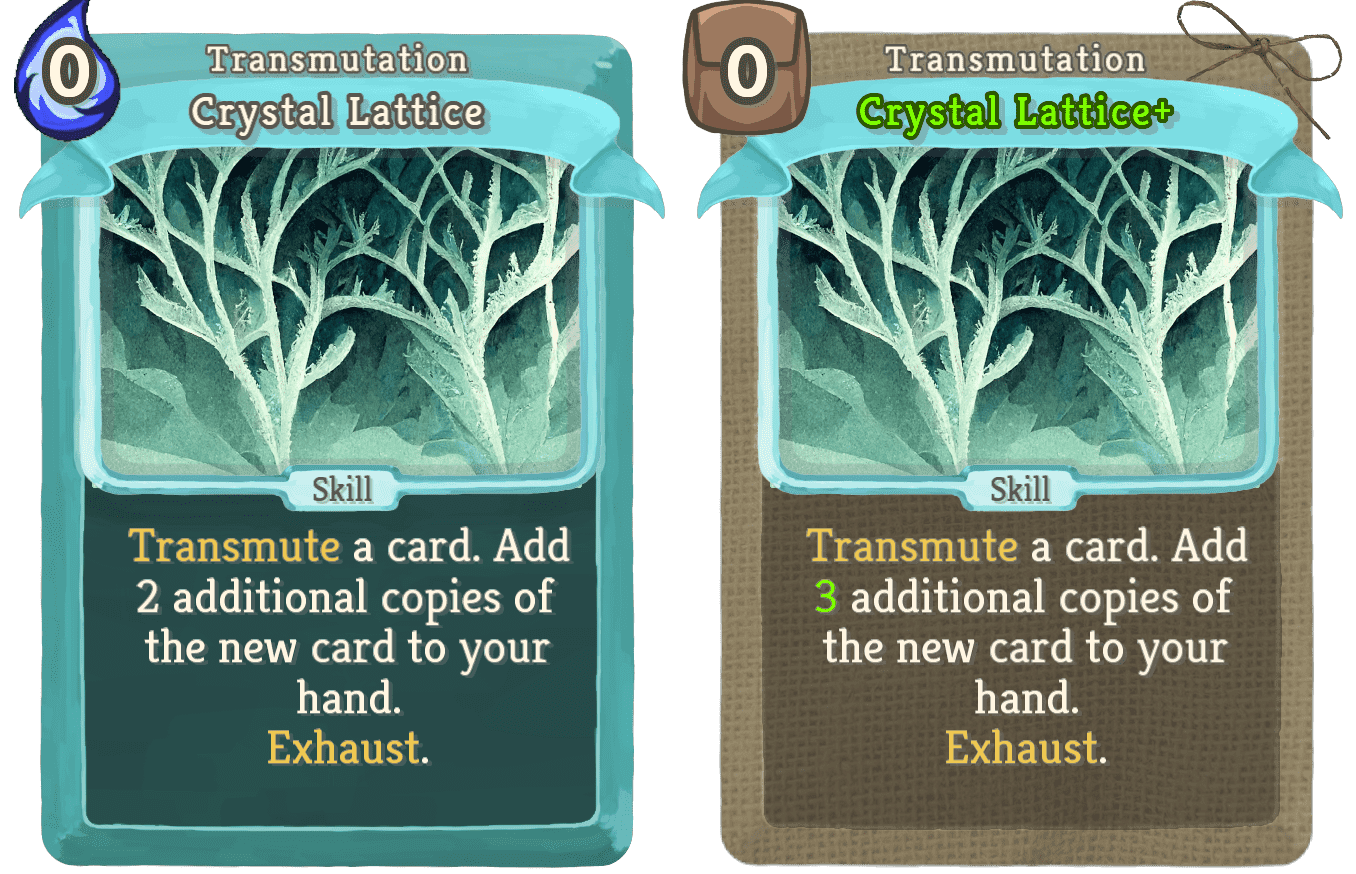 0
Transmutation
Crystal Lattice
Skill
Transmute a card. Add
2 additional copies of
the new card to your
hand.
Exhaust.
0
Transmutation
Crystal Lattice+
Skill
Transmute a card. Add
3 additional copies of
the new card to your
hand.
Exhaust.